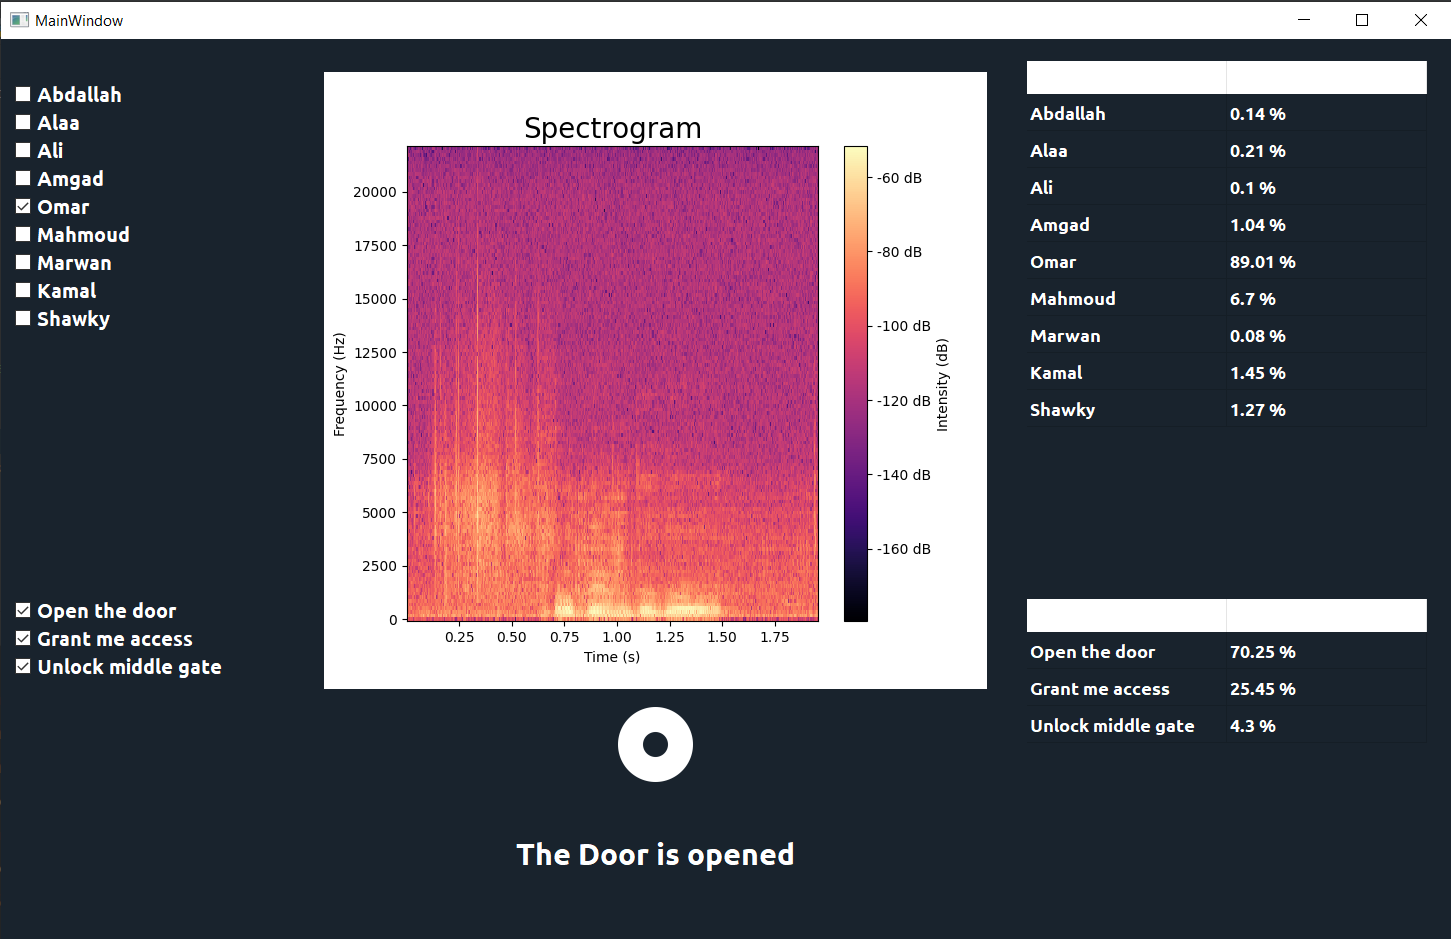 MainWindow
Abdallah
Alaa
Ali
Amgad
Omar
Mahmoud
Marwan
Kamal
Shawky
Open the door
Grant me access
Unlock middle gate
Spectrogram
Frequency (Hz)
20000
17500
15000
12500
10000
7500
5000
2500
0
0.25 0.50 0.75 1.00 1.25 1.50 1.75
Time (s)
-60 dB
-80 dB
-100 dB
-120 dB
-140 dB
-160 dB
Intensity (dB)
The Door is opened
Abdallah 0.14 %
Alaa 0.21 %
Ali 0.1 %
Amgad 1.04 %
Omar 89.01 %
Mahmoud 6.7 %
Marwan 0.08 %
Kamal 1.45 %
Shawky 1.27 %
Open the door 70.25 %
Grant me access 25.45 %
Unlock middle gate 4.3 %